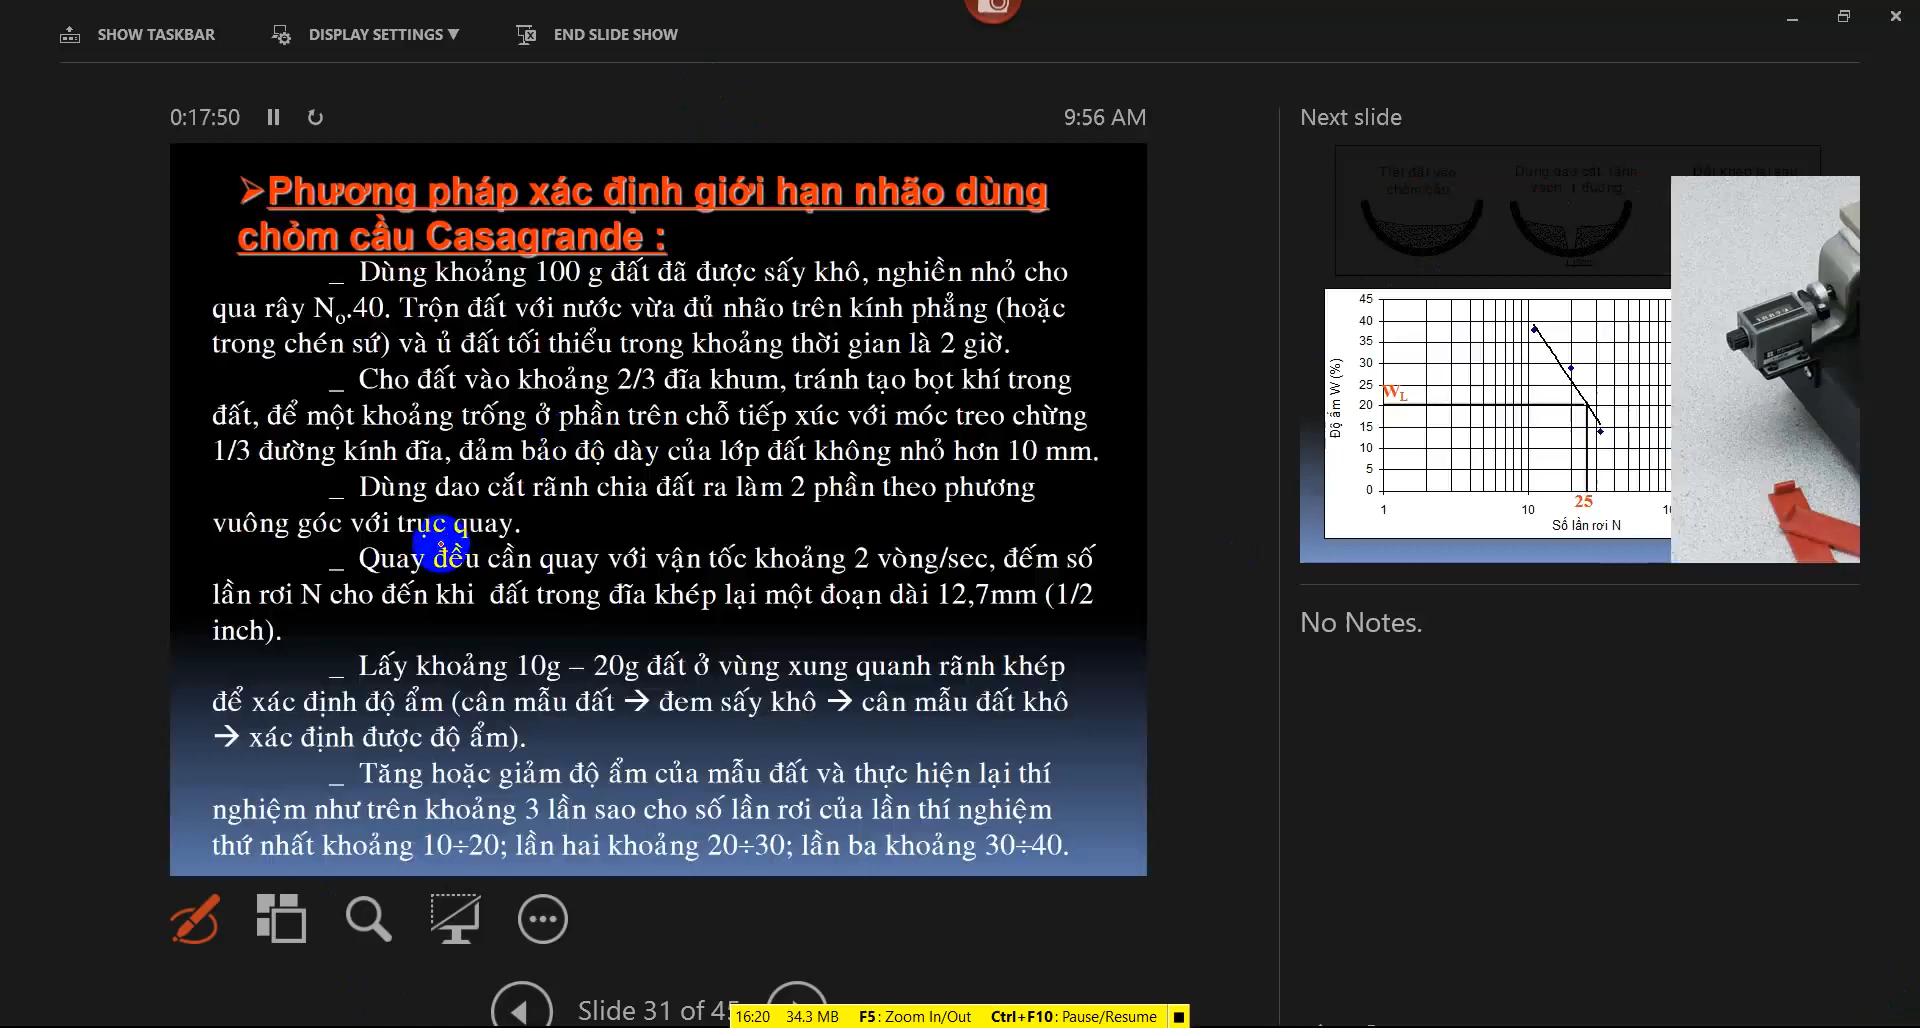 SHOW TASKBAR
DISPLAY SETTINGS ▼
END SLIDE SHOW
0:17:50
9:56 AM
➢Phương pháp xác định giới hạn nhão dùng
chỏm cầu Casagrande :
_ Dùng khoảng 100 g đất đã được sấy khô, nghiền nhỏ cho
qua rây No.40. Trộn đất với nước vừa đủ nhão trên kính phẳng (hoặc
trong chén sứ) và ủ đất tối thiểu trong khoảng thời gian là 2 giờ.
_ Cho đất vào khoảng 2/3 đĩa khum, tránh tạo bọt khí trong
đất, để một khoảng trống ở phần trên chỗ tiếp xúc với móc treo chừng
1/3 đường kính đĩa, đảm bảo độ dày của lớp đất không nhỏ hơn 10 mm.
_ Dùng dao cắt rãnh chia đất ra làm 2 phần theo phương
vuông góc với trục quay.
_ Quay đều cần quay với vận tốc khoảng 2 vòng/sec, đếm số
lần rơi N cho đến khi đất trong đĩa khép lại một đoạn dài 12,7mm (1/2
inch).
_ Lấy khoảng 10g – 20g đất ở vùng xung quanh rãnh khép
để xác định độ ẩm (cân mẫu đất → đem sấy khô → cân mẫu đất khô
→ xác định được độ ẩm).
_ Tăng hoặc giảm độ ẩm của mẫu đất và thực hiện lại thí
nghiệm như trên khoảng 3 lần sao cho số lần rơi của lần thí nghiệm
thứ nhất khoảng 10÷20; lần hai khoảng 20÷30; lần ba khoảng 30÷40.
Slide 31 of 45
16:20 34.3 MB F5: Zoom In/Out Ctrl+F10: Pause/Resume
Next slide
45
40
35
30
25
20
15
10
5
0
Độ ẩm W (%)
WL
25
1 10
Số lần rơi N
No Notes.